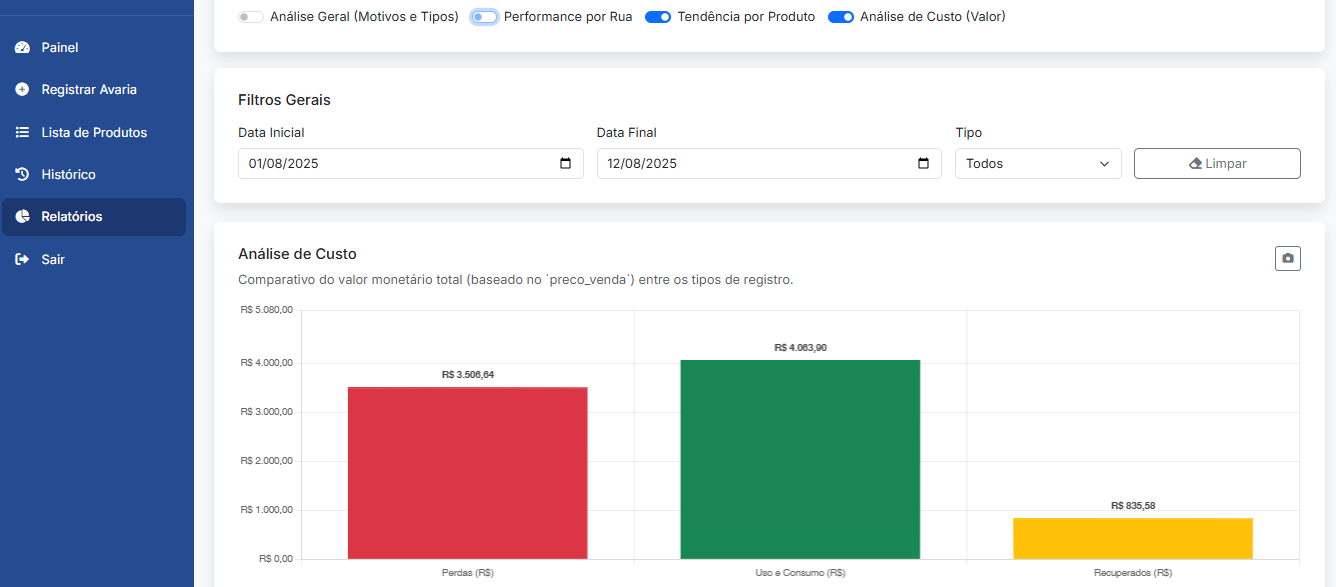 Análise Geral (Motivos e Tipos) Performance por Rua Tendência por Produto Análise de Custo (Valor)
Painel
Registrar Avaria
Lista de Produtos
Histórico
Relatórios
Sair
Filtros Gerais
Data Inicial Data Final Tipo
01/08/2025 12/08/2025 Todos Limpar
Análise de Custo
Comparativo do valor monetário total (baseado no `preco_venda`) entre os tipos de registro.
R$ 5.080,00
R$ 4.063,90
R$ 4.000,00
R$ 3.506,64
R$ 3.000,00
R$ 2.000,00
R$ 835,58
R$ 1.000,00
R$ 0,00
Perdas (R$) Uso e Consumo (R$) Recuperados (R$)